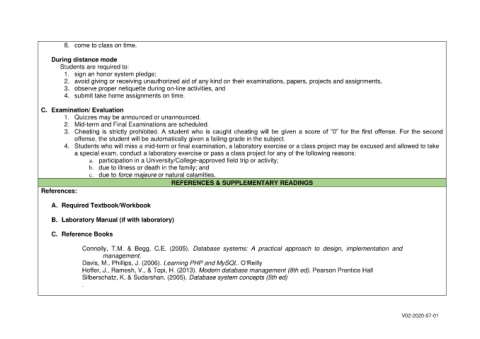 8. come to class on time.
During distance mode
Students are required to:
1. sign an honor system pledge;
2. avoid giving or receiving unauthorized aid of any kind on their examinations, papers, projects and assignments,
3. observe proper netiquette during on-line activities, and
4. submit take home assignments on time.
C. Examination/ Evaluation
1. Quizzes may be announced or unannounced.
2. Mid-term and Final Examinations are scheduled.
3. Cheating is strictly prohibited. A student who is caught cheating will be given a score of "0" for the first offense. For the second
offense, the student will be automatically given a failing grade in the subject.
4. Students who will miss a mid-term or final examination, a laboratory exercise or a class project may be excused and allowed to take
a special exam, conduct a laboratory exercise or pass a class project for any of the following reasons:
a. participation in a University/College-approved field trip or activity;
b. due to illness or death in the family; and
c. due to force majeure or natural calamities.
REFERENCES & SUPPLEMENTARY READINGS
References:
A. Required Textbook/Workbook
B. Laboratory Manual (if with laboratory)
C. Reference Books
Connolly, T.M. & Begg, C.E. (2005). Database systems: A practical approach to design, implementation and
management.
Davis, M., Phillips, J. (2006). Learning PHP and MySQL. O'Reilly
Hoffer, J., Ramesh, V., & Topi, H. (2013). Modern database management (8th ed). Pearson Prentice Hall
Silberschatz, K. & Sudarshan. (2005). Database system concepts (5th ed)
.
V02-2020-07-01